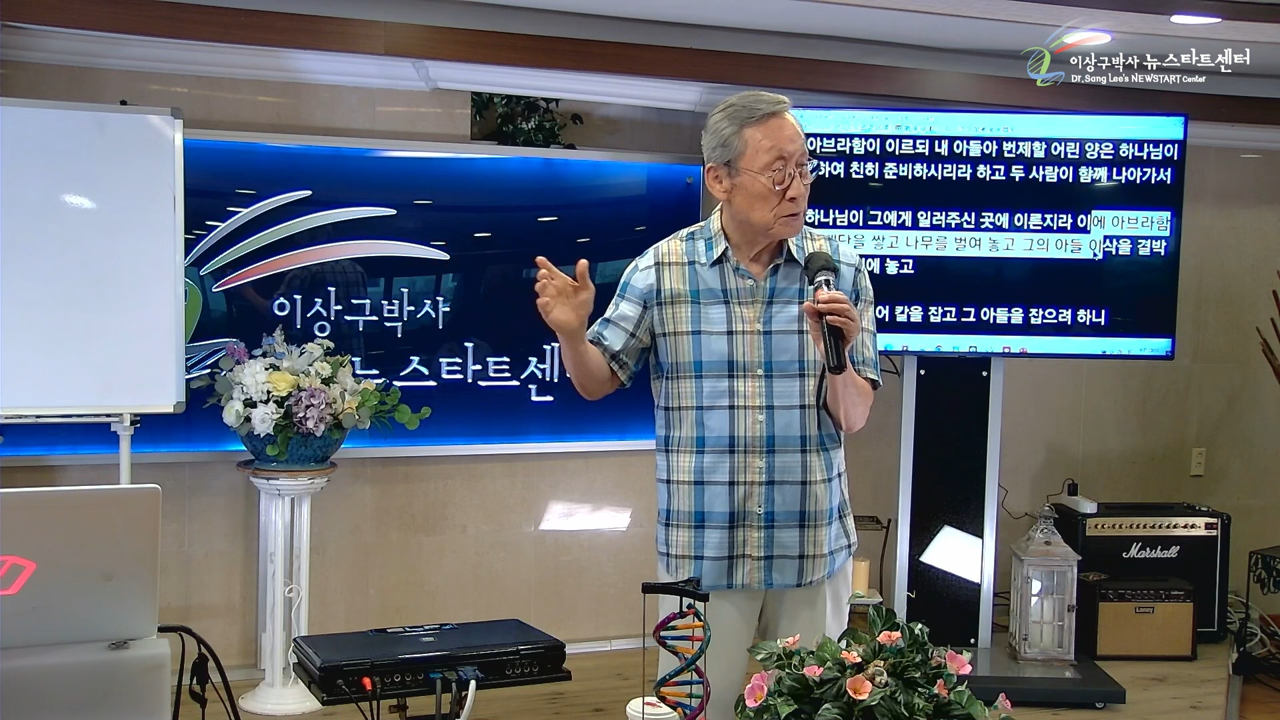 이상구박사 뉴스타트센터
Dr. Sang Lee's NEWSTART Center
아브라함이 이르되 내 아들아 번제할 어린 양은 하나님이
하여 친히 준비하시리라 하고 두 사람이 함께 나아가서
하나님이 그에게 일러주신 곳에 이른지라 이에 아브라함
쌓고 나무를 벌여 놓고 그의 아들 이삭을 결박
놓고
칼을 잡고 그 아들을 잡으려 하니
이상구박사
뉴스타트센
Marshall
Laney